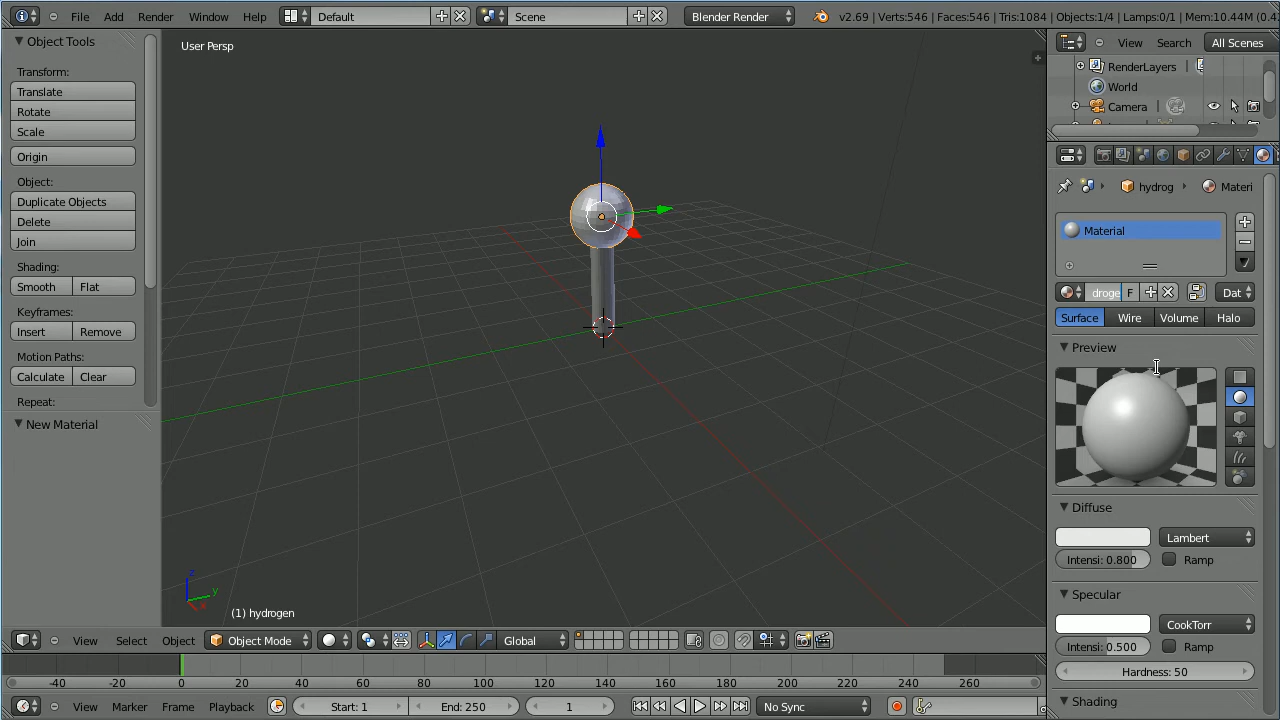 File Add Render Window Help Default Scene Blender Render v2.69 | Verts:546 | Faces:546 | Tris:1084 | Objects:1/4 | Lamps:0/1 | Mem:10.44M
Object Tools
Transform:
Translate
Rotate
Scale
Origin
Object:
Duplicate Objects
Delete
Join
Shading:
Smooth Flat
Keyframes:
Insert Remove
Motion Paths:
Calculate Clear
Repeat:
New Material
User Persp
z
y
x
(1) hydrogen
View Select Object Object Mode Global
-40 -20 0 20 40 60 80 100 120 140 160 180 200 220 240 260
View Marker Frame Playback Start: 1 End: 250 1 No Sync
View Search All Scenes
RenderLayers |
World
Camera |
hydrog Materi
Material
droge F Dat
Surface Wire Volume Halo
Preview
Diffuse
Lambert
Intensi: 0.800 Ramp
Specular
CookTorr
Intensi: 0.500 Ramp
Hardness: 50
Shading